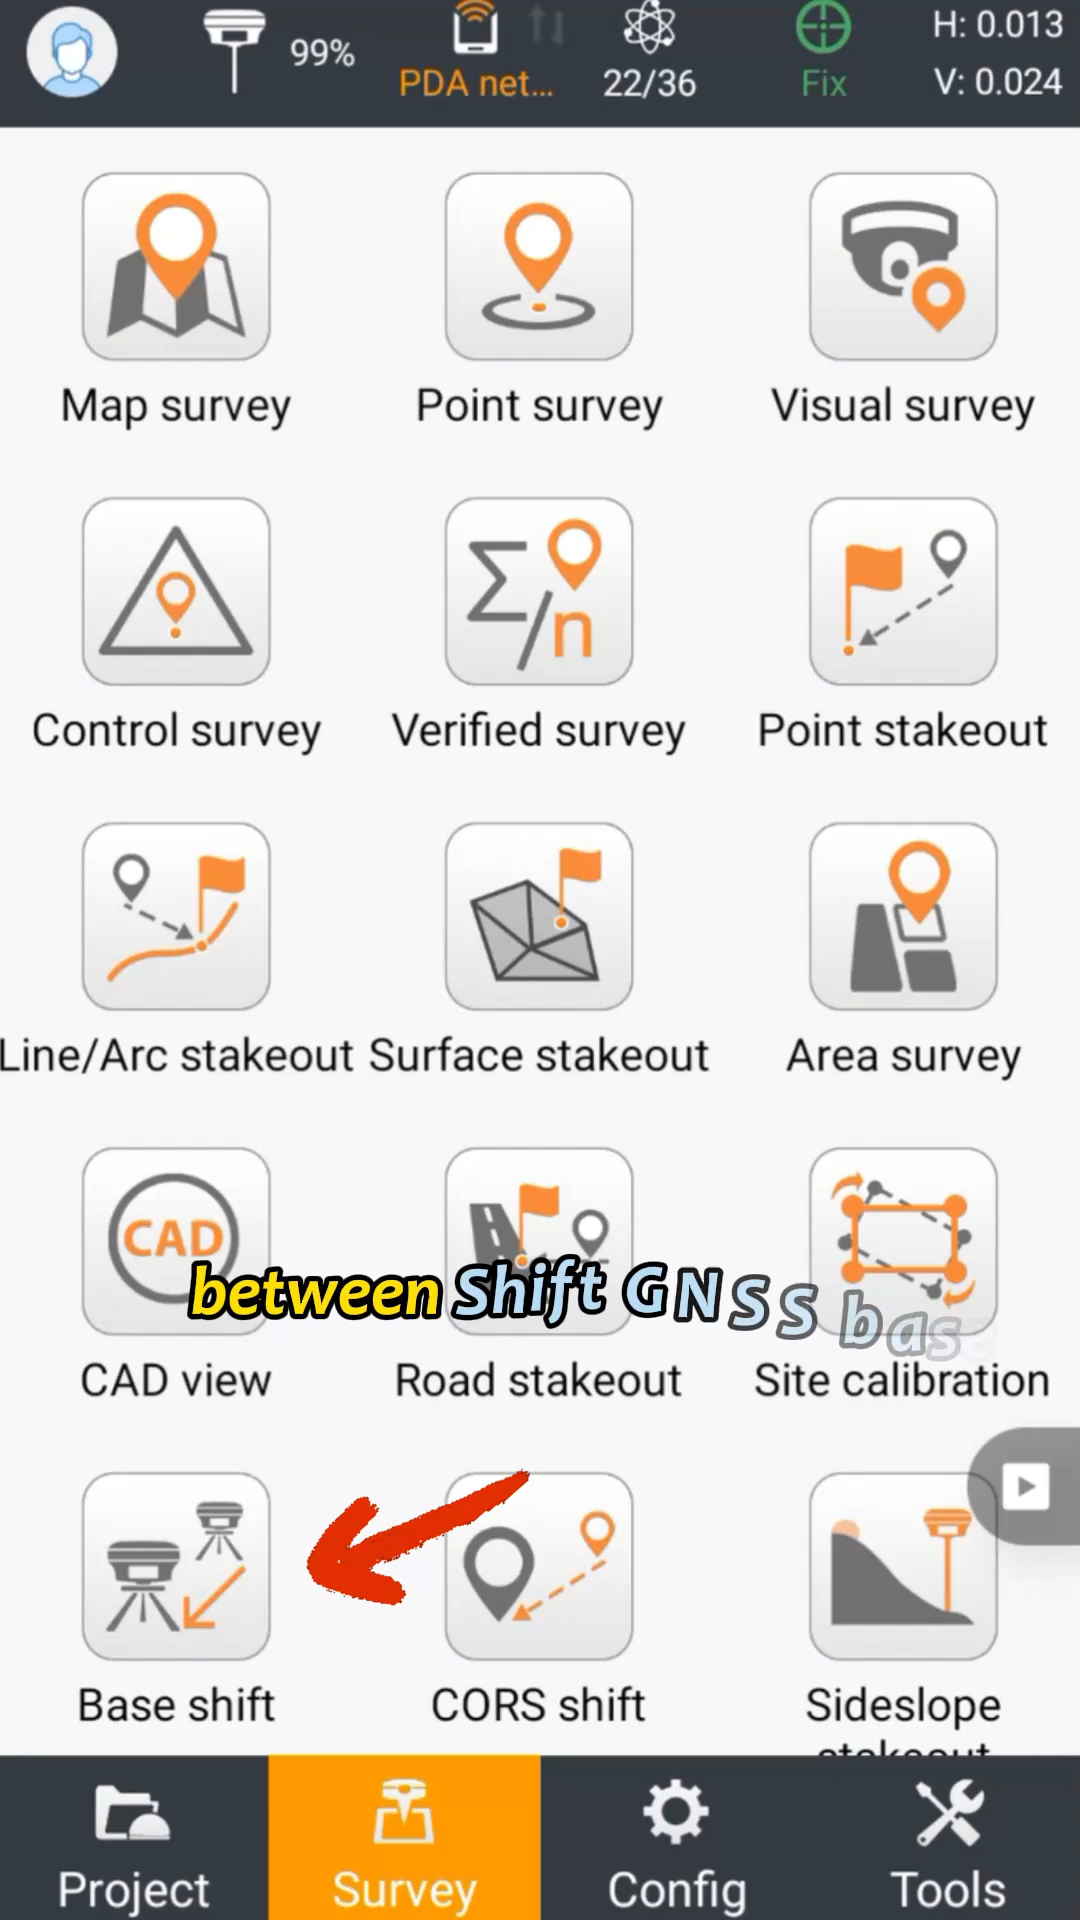 99%
PDA net...
22/36
Fix
H: 0.013
V: 0.024
Map survey
Point survey
Visual survey
Σ/n
Control survey
Verified survey
Point stakeout
Line/Arc stakeout
Surface stakeout
Area survey
CAD
between Shift GNSS base
CAD view
Road stakeout
Site calibration
Base shift
CORS shift
Sideslope
stakeout
Project
Survey
Config
Tools